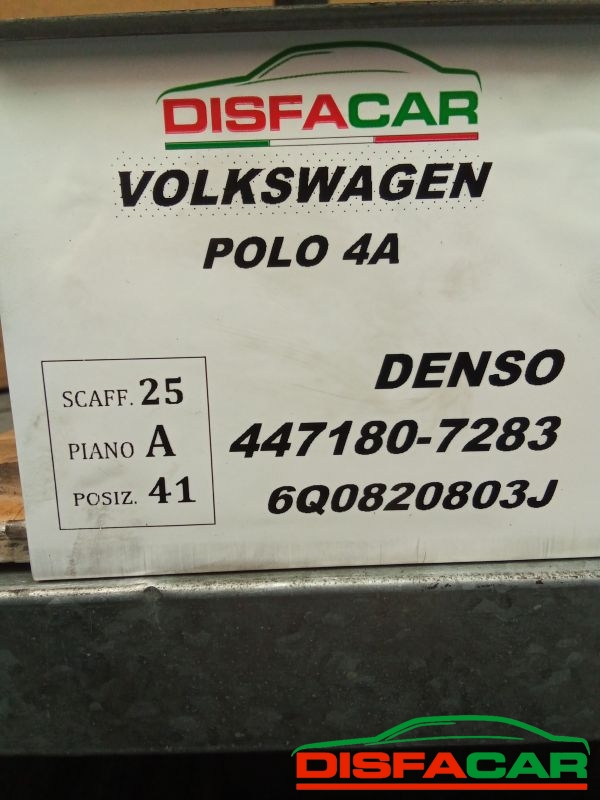 DISFACAR
VOLKSWAGEN
POLO 4A
DENSO
SCAFF. 25
PIANO A
POSIZ. 41
447180-7283
6Q0820803J
DISFACAR